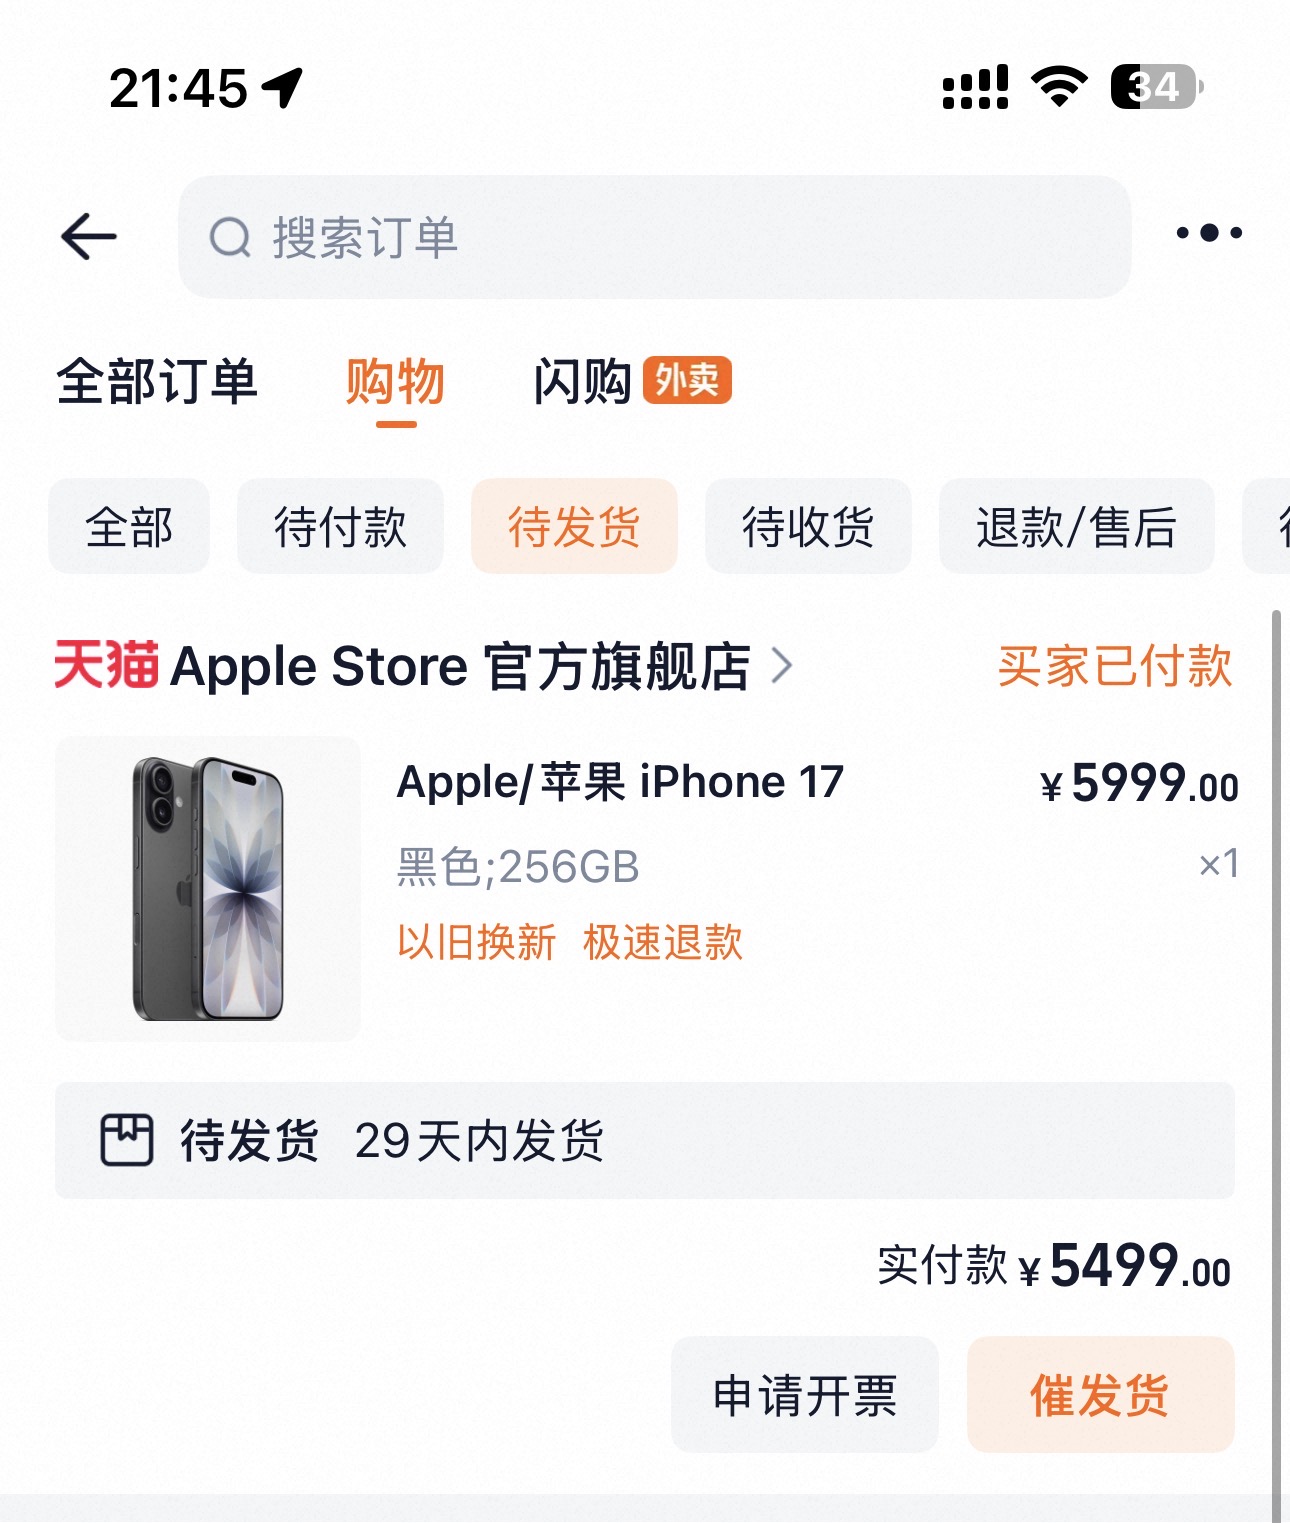 21:45 34
搜索订单
全部订单 购物 闪购 外卖
全部 待付款 待发货 待收货 退款/售后
天猫 Apple Store 官方旗舰店 买家已付款
Apple/苹果 iPhone 17 ¥5999.00
黑色;256GB ×1
以旧换新 极速退款
待发货 29天内发货
实付款 ¥5499.00
申请开票 催发货